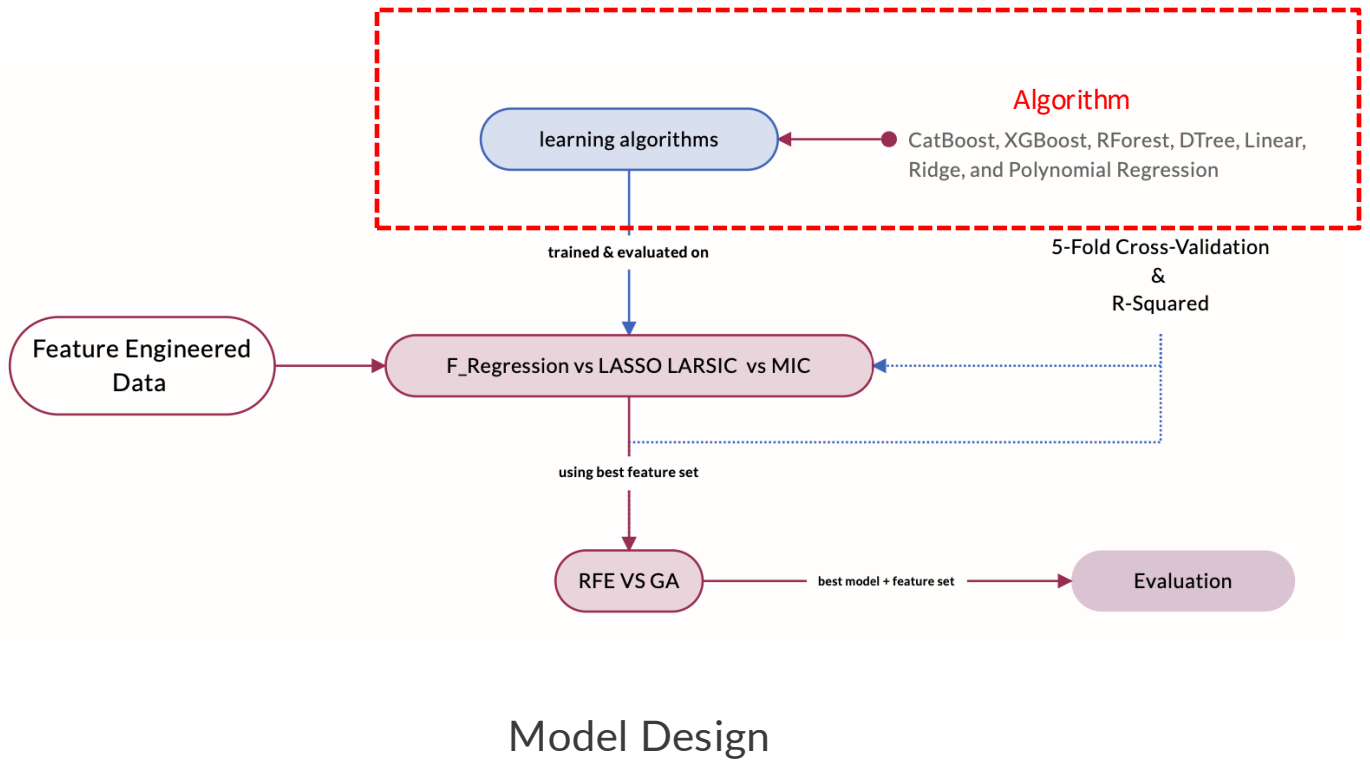 Algorithm
learning algorithms
CatBoost, XGBoost, RForest, DTree, Linear,
Ridge, and Polynomial Regression
trained & evaluated on
5-Fold Cross-Validation
&
R-Squared
Feature Engineered
Data
F_Regression vs LASSO LARSIC vs MIC
using best feature set
RFE VS GA
best model + feature set
Evaluation
Model Design